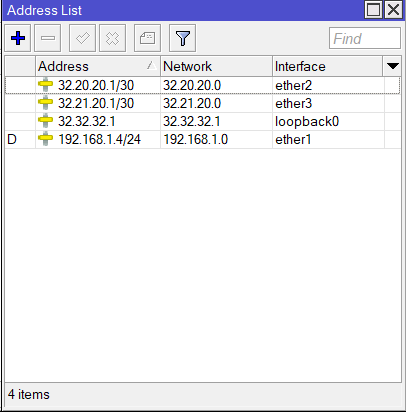 Address List
Find
Address Network Interface
32.20.20.1/30 32.20.20.0 ether2
32.21.20.1/30 32.21.20.0 ether3
32.32.32.1 32.32.32.1 loopback0
D 192.168.1.4/24 192.168.1.0 ether1
4 items